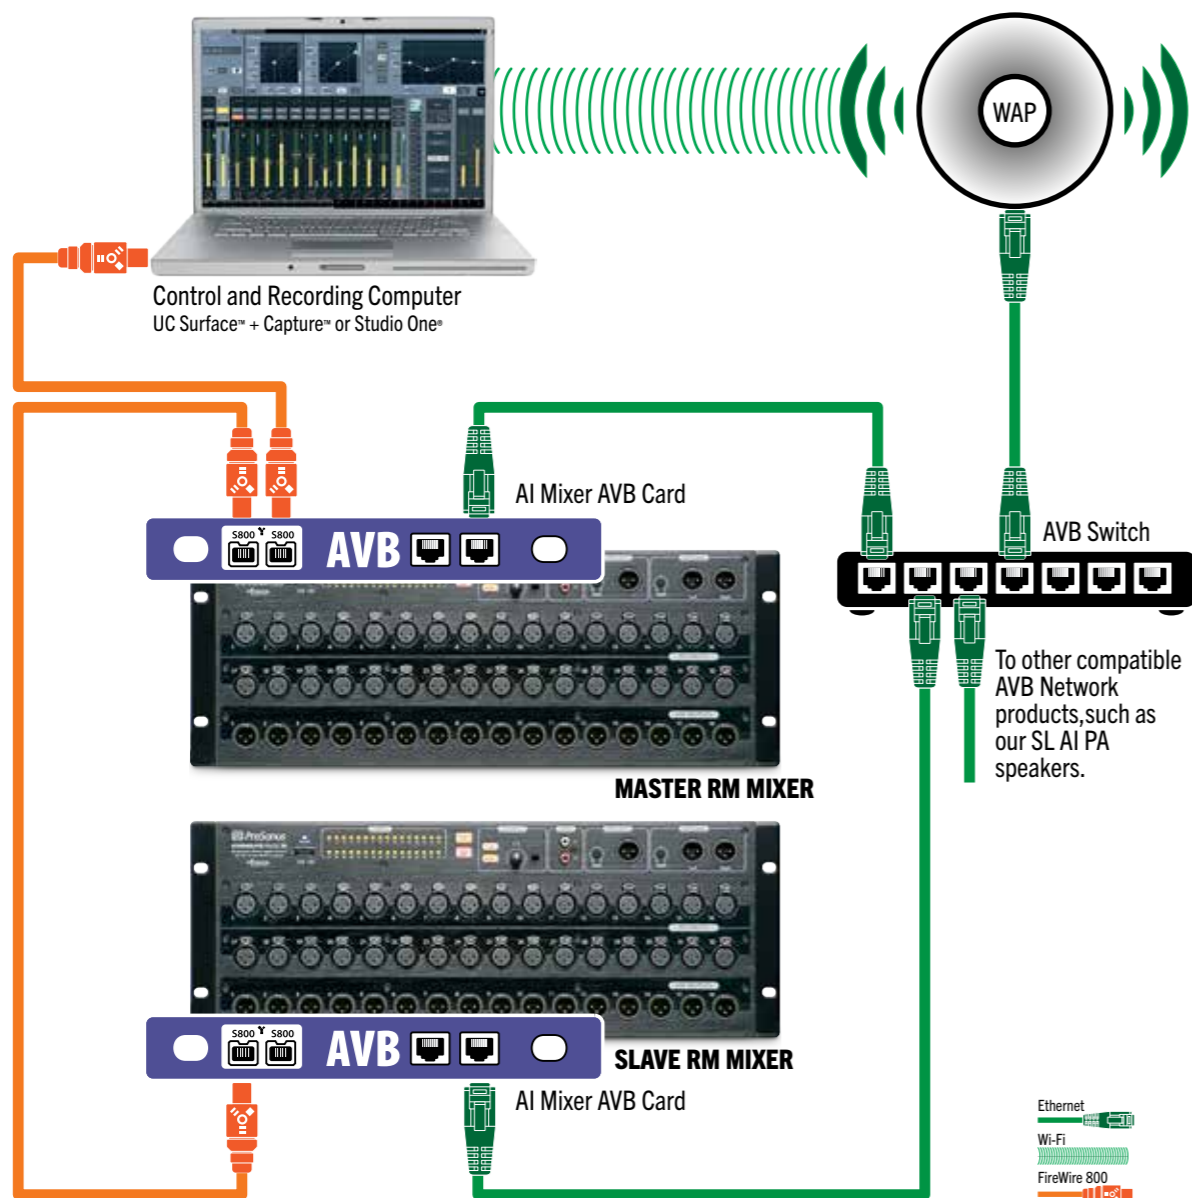 WAP
Control and Recording Computer
UC Surface™ + Capture™ or Studio One®
AI Mixer AVB Card
S800 S800
AVB
AVB Switch
To other compatible
AVB Network
products,such as
our SL AI PA
speakers.
MASTER RM MIXER
PreSonus
S800 S800
AVB
SLAVE RM MIXER
AI Mixer AVB Card
Ethernet
Wi-Fi
FireWire 800